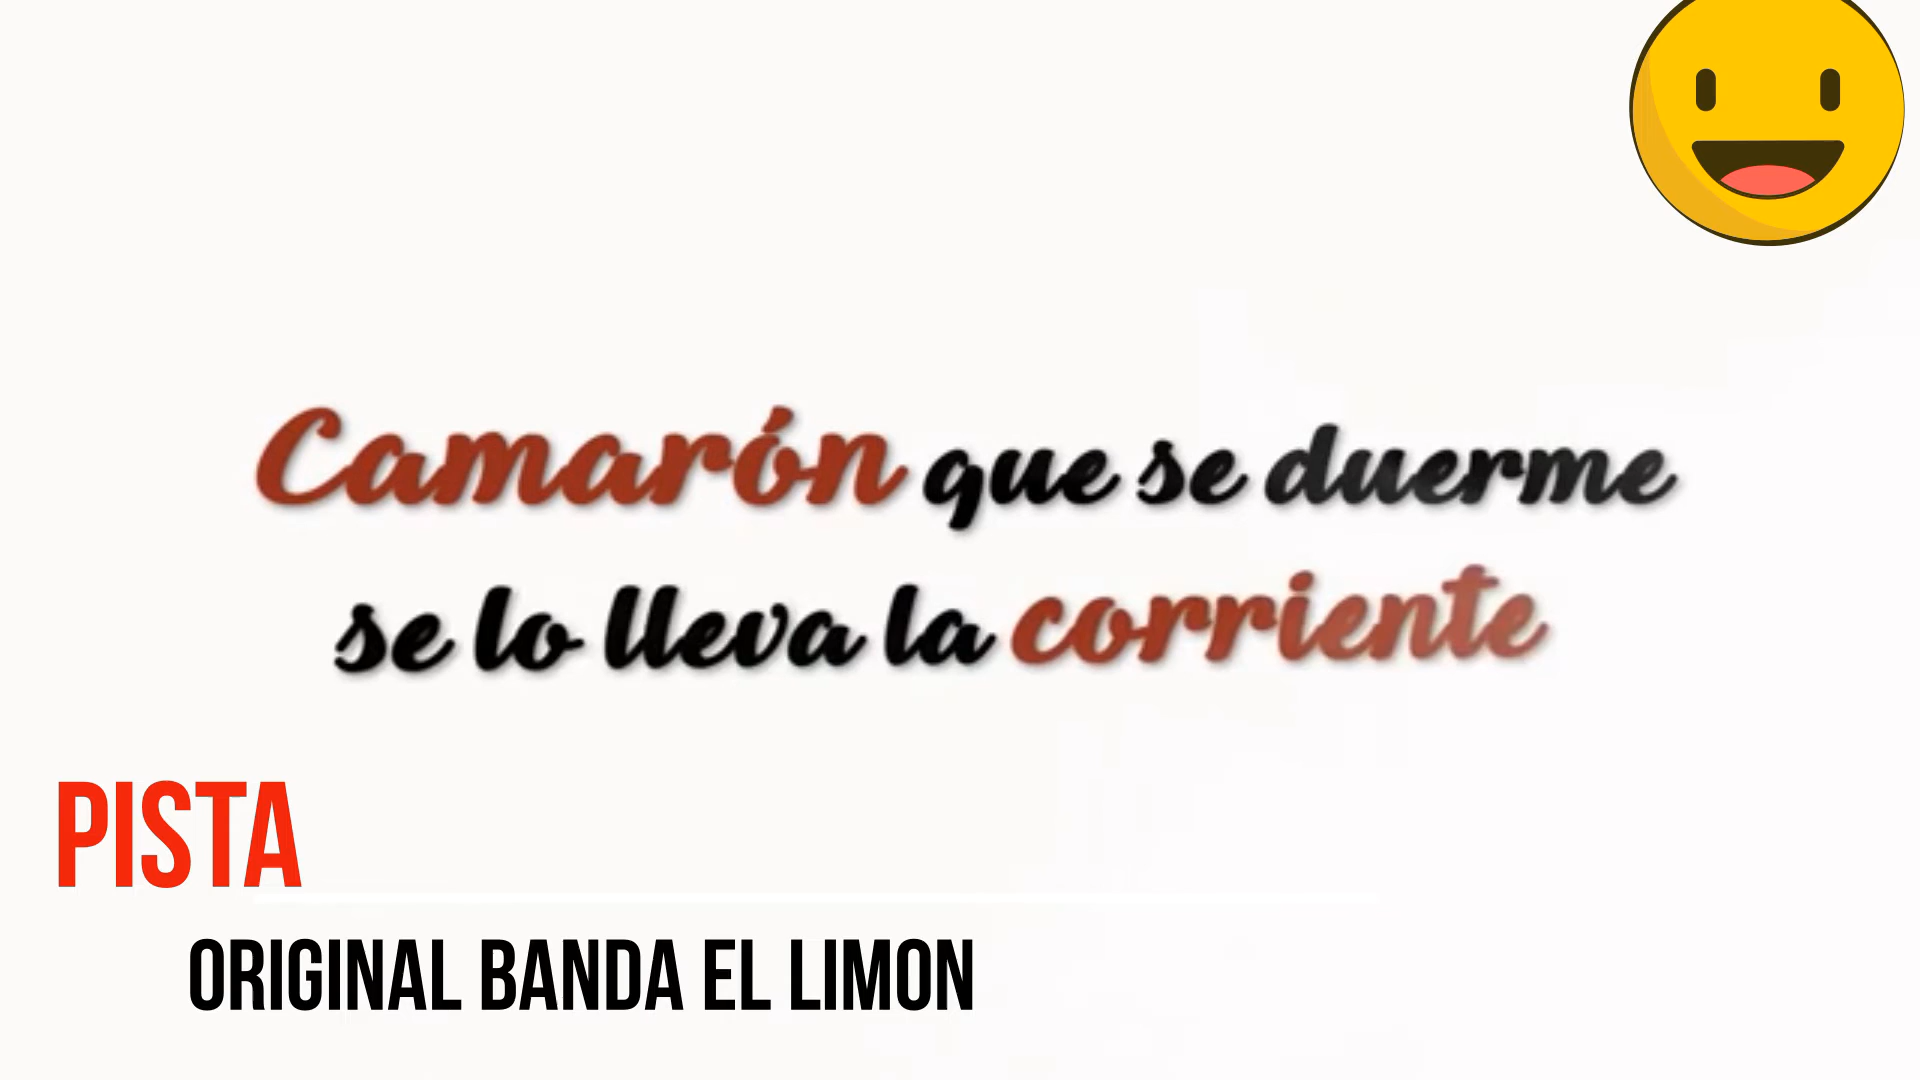 Camarón que se duerme
se lo lleva la corriente
PISTA
ORIGINAL BANDA EL LIMON